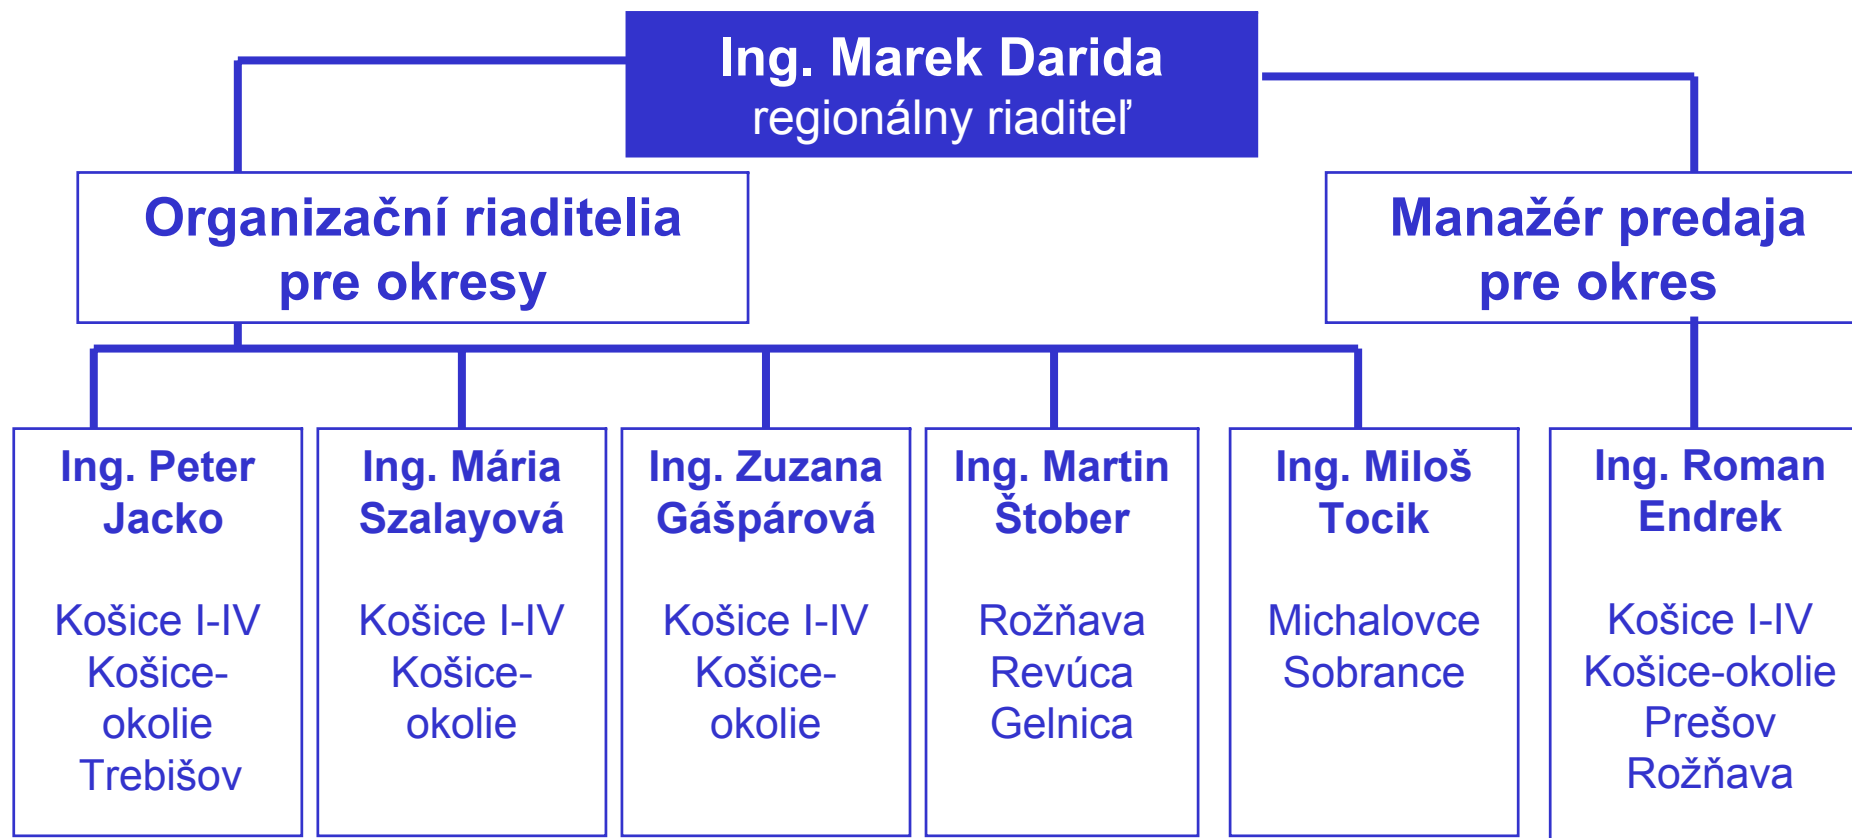 Ing. Marek Darida
regionálny riaditeľ
Organizační riaditelia
pre okresy
Manažér predaja
pre okres
Ing. Peter
Jacko
Košice I-IV
Košice-
okolie
Trebišov
Ing. Mária
Szalayová
Košice I-IV
Košice-
okolie
Ing. Zuzana
Gášpárová
Košice I-IV
Košice-
okolie
Ing. Martin
Štober
Rožňava
Revúca
Gelnica
Ing. Miloš
Tocik
Michalovce
Sobrance
Ing. Roman
Endrek
Košice I-IV
Košice-okolie
Prešov
Rožňava